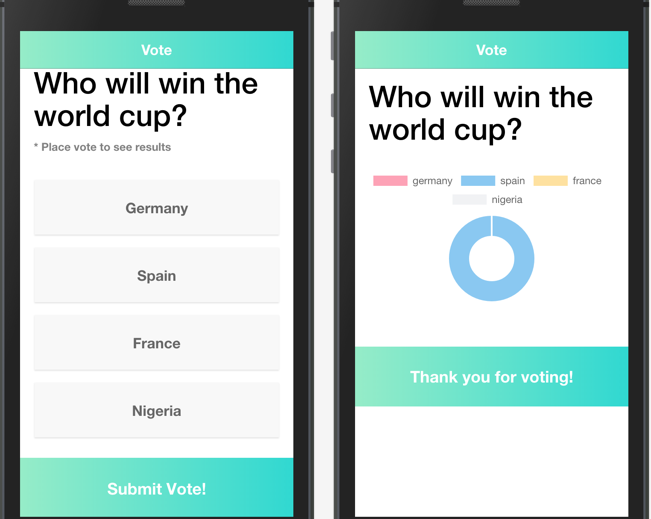 Vote
Who will win the
world cup?
* Place vote to see results
Germany
Spain
France
Nigeria
Submit Vote!
Vote
Who will win the
world cup?
germany spain france
nigeria
Thank you for voting!